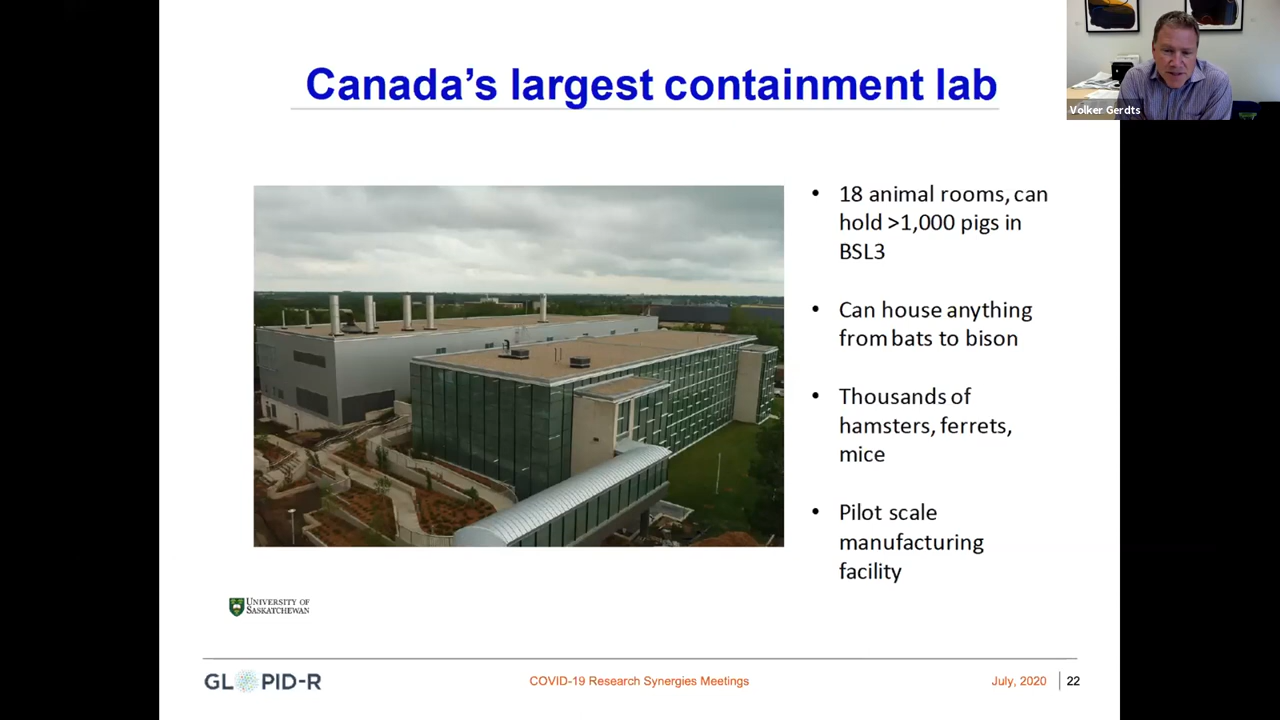 Canada's largest containment lab
Volker Gerdts
• 18 animal rooms, can
hold >1,000 pigs in
BSL3
• Can house anything
from bats to bison
• Thousands of
hamsters, ferrets,
mice
• Pilot scale
manufacturing
facility
UNIVERSITY OF
SASKATCHEWAN
GLOPID-R
COVID-19 Research Synergies Meetings
July, 2020
22